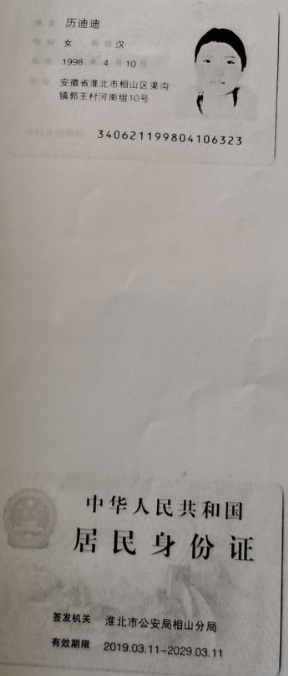 历迪迪
女 汉
1998 年 4 月 10 日
安徽省淮北市相山区渠沟
镇郭王村河南组10号
340621199804106323
中华人民共和国
居民身份证
签发机关 淮北市公安局相山分局
有效期限 2019.03.11-2029.03.11